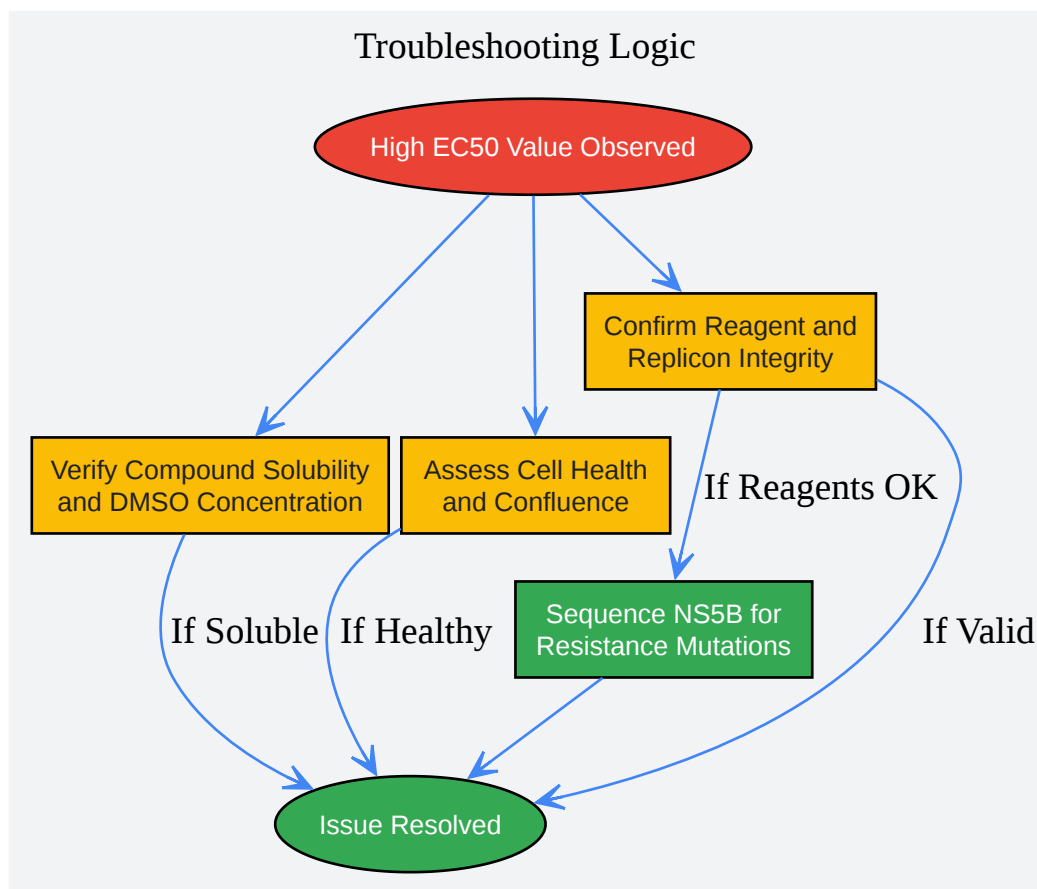 Troubleshooting Logic
High EC50 Value Observed
Confirm Reagent and
Replicon Integrity
Verify Compound Solubility
and DMSO Concentration
Assess Cell Health
and Confluence
If Reagents OK
Sequence NS5B for
Resistance Mutations
If Soluble
If Healthy
If Valid
Issue Resolved